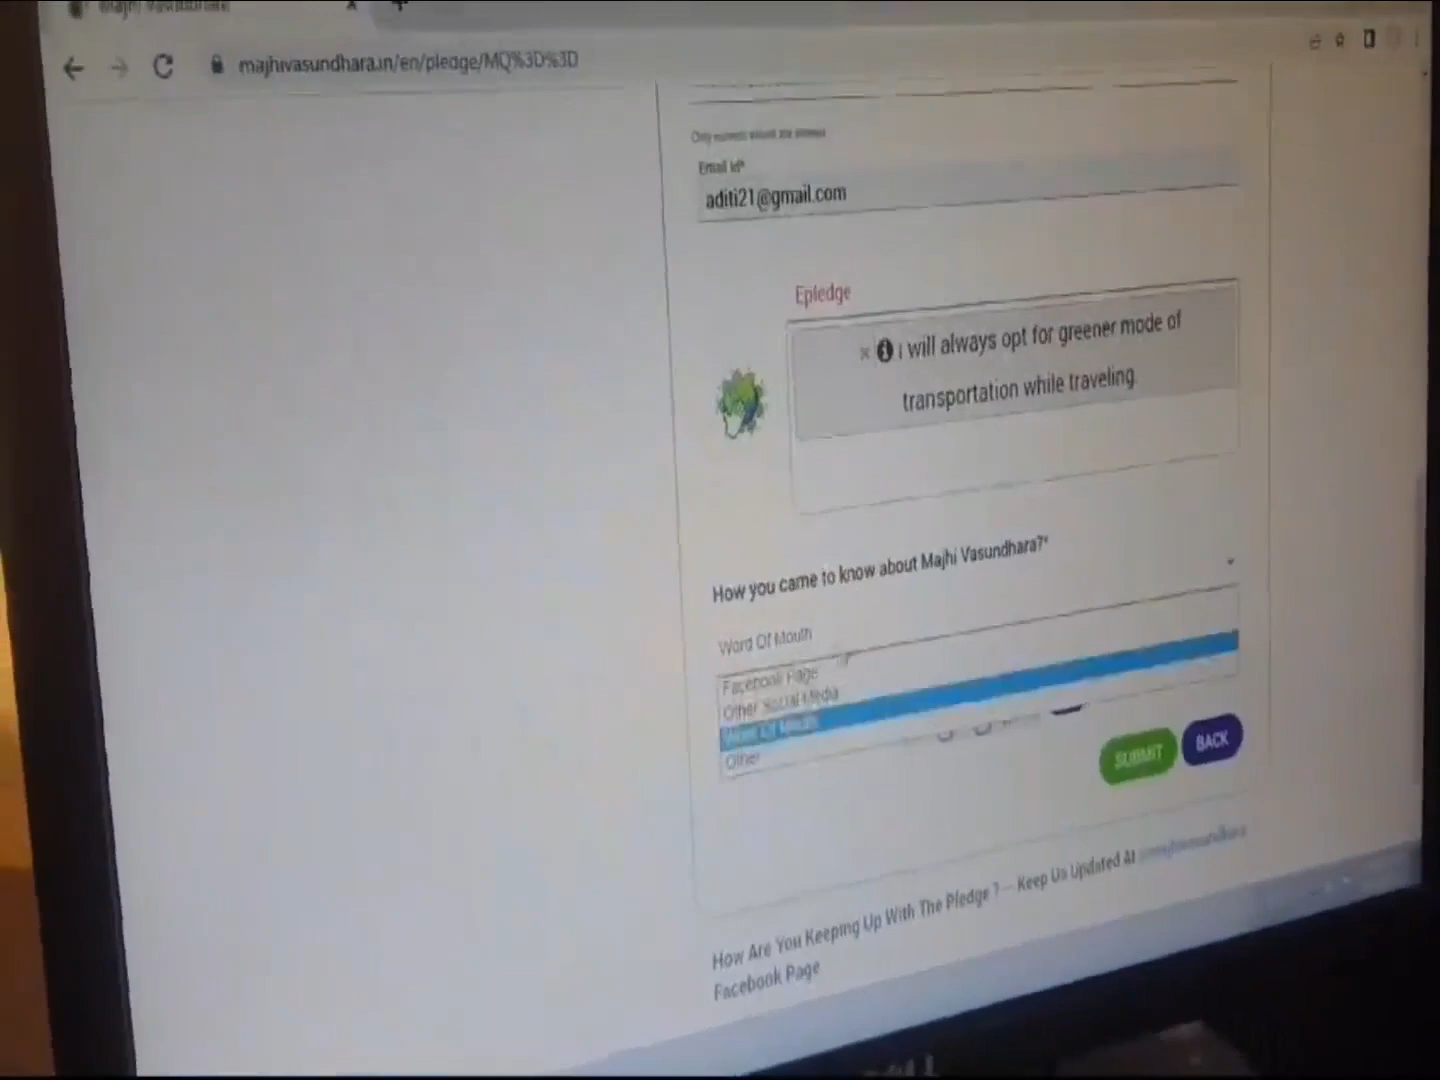 majhivasundhara.in/en/pledge/MQ%3D%3D
Email Id*
aditi21@gmail.com
Epledge
× i will always opt for greener mode of
transportation while traveling
How you came to know about Majhi Vasundhara?*
Word Of Mouth
Facebook Page
Other Social Media
Word Of Mouth
Other
SUBMIT
BACK
How Are You Keeping Up With The Pledge ? - Keep Us Updated At
Facebook Page